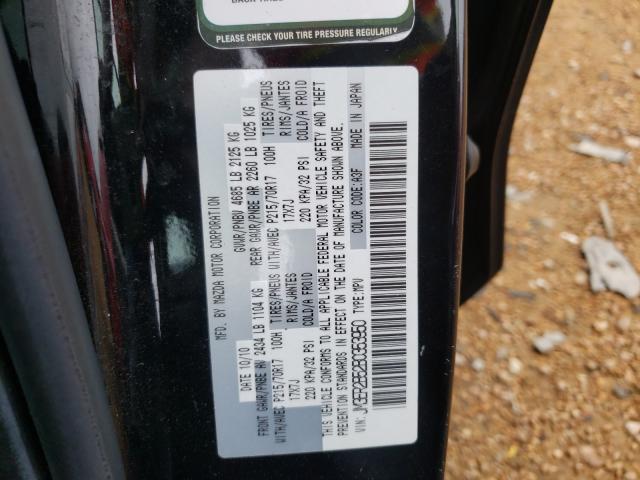 PLEASE CHECK YOUR TIRE PRESSURE REGULARLY
MFD. BY MAZDA MOTOR CORPORATION
DATE 10/10 GVWR/PNBV 4685 LB 2125 KG
FRONT GAWR/PNBE AV 2434 LB 1104 KG REAR GAWR/PNBE AR 2260 LB 1025 KG
WITH/AVEC P215/70R17 100H TIRES/PNEUS WITH/AVEC P215/70R17 100H TIRES/PNEUS
17X7J RIMS/JANTES 17X7J RIMS/JANTES
220 KPA/32 PSI COLD/A FROID 220 KPA/32 PSI COLD/A FROID
THIS VEHICLE CONFORMS TO ALL APPLICABLE FEDERAL MOTOR VEHICLE SAFETY AND THEFT
PREVENTION STANDARDS IN EFFECT ON THE DATE OF MANUFACTURE SHOWN ABOVE.
VIN: TYPE: MPV COLOR CODE: A3F MADE IN JAPAN